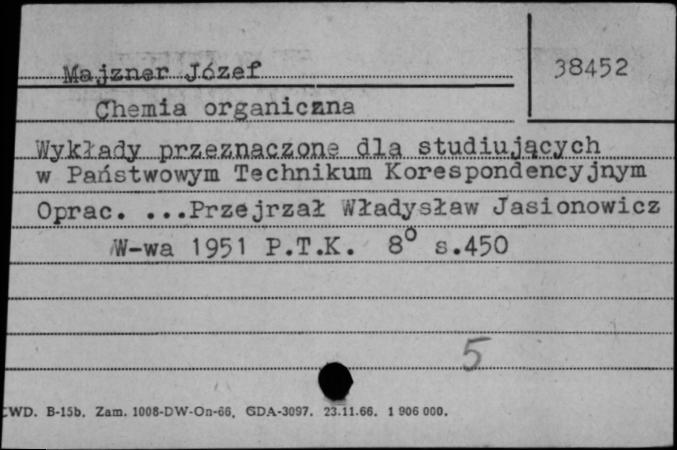 Majzner Józef
38452
Chemia organiczna
Wykłady przeznaczone dla studiujących
w Państwowym Technikum Korespondencyjnym
Oprac. ...Przejrzał Władysław Jasionowicz
W-wa 1951 P.T.K. 8° s.450
5
CWD. B-15b. Zam. 1008-DW-On-66. GDA-3097. 23.11.66. 1 906 000.